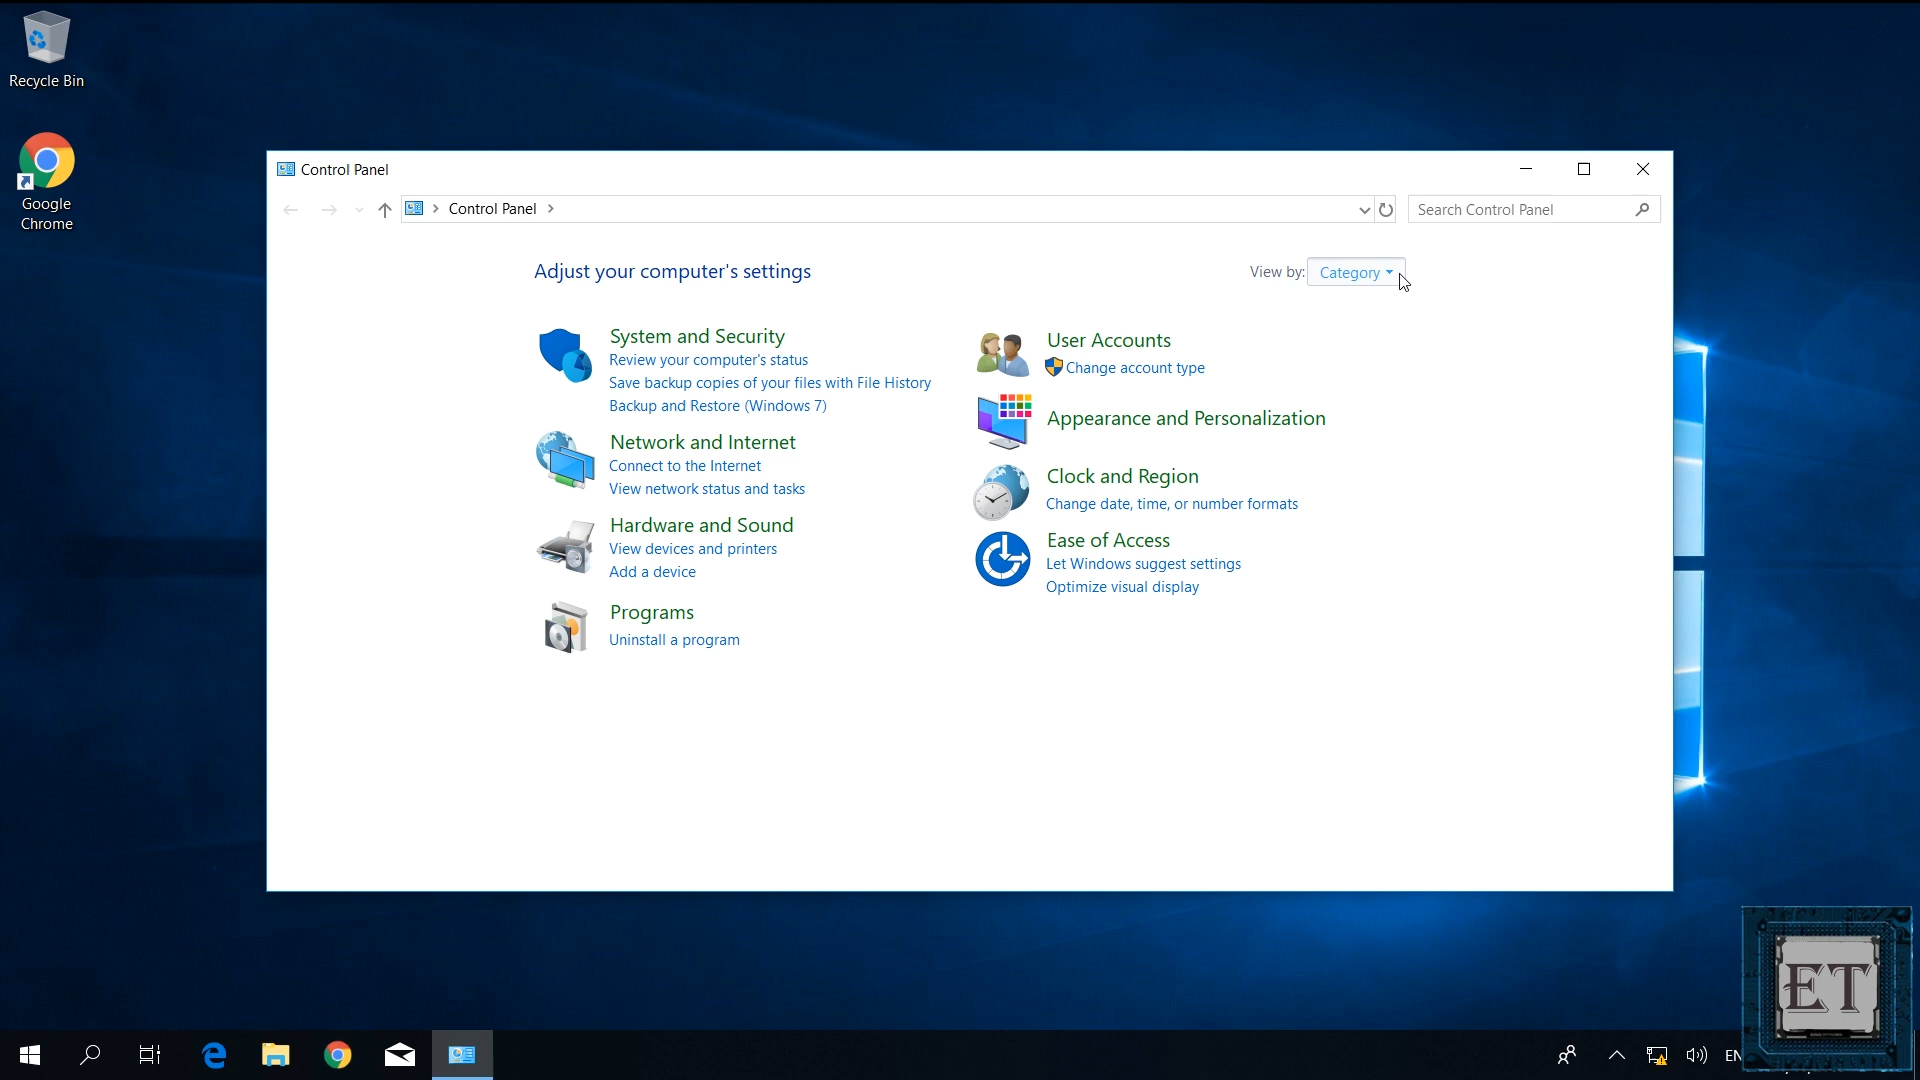 Recycle Bin
Google
Chrome
Control Panel
Control Panel
Search Control Panel
Adjust your computer's settings
View by: Category
System and Security
Review your computer's status
Save backup copies of your files with File History
Backup and Restore (Windows 7)
Network and Internet
Connect to the Internet
View network status and tasks
Hardware and Sound
View devices and printers
Add a device
Programs
Uninstall a program
User Accounts
Change account type
Appearance and Personalization
Clock and Region
Change date, time, or number formats
Ease of Access
Let Windows suggest settings
Optimize visual display
ET